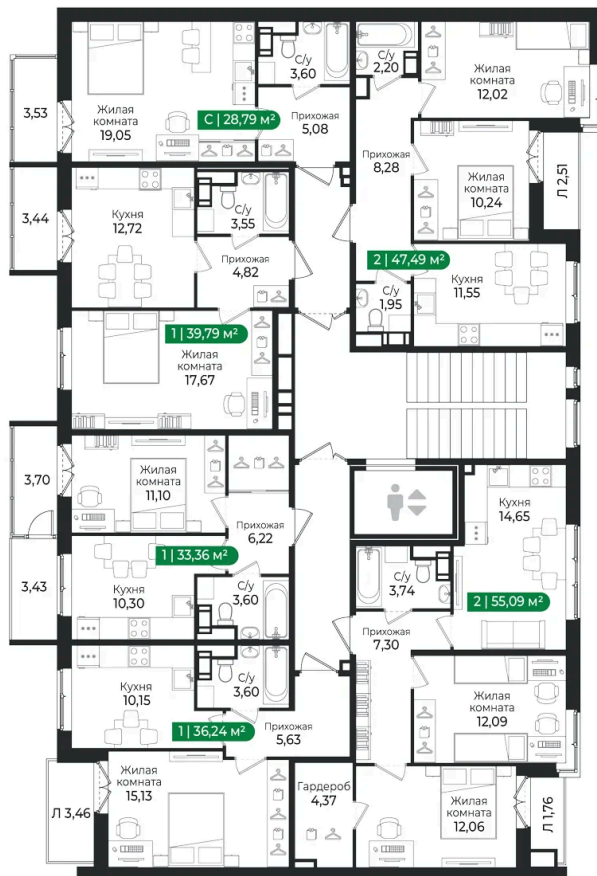 3,53
Жилая
комната
19,05
С | 28,79 м²
С/у
3,60
Прихожая
5,08
С/у
2,20
Жилая
комната
12,02
Прихожая
8,28
Жилая
комната
10,24
Л 2,51
3,44
Кухня
12,72
С/у
3,55
Прихожая
4,82
2 | 47,49 м²
С/у
1,95
Кухня
11,55
1 | 39,79 м²
Жилая
комната
17,67
3,70
Жилая
комната
11,10
Прихожая
6,22
Кухня
14,65
3,43
1 | 33,36 м²
Кухня
10,30
С/у
3,60
С/у
3,74
2 | 55,09 м²
Прихожая
7,30
Кухня
10,15
С/у
3,60
1 | 36,24 м²
Прихожая
5,63
Жилая
комната
12,09
Л 3,46
Жилая
комната
15,13
Гардероб
4,37
Жилая
комната
12,06
Л 1,76